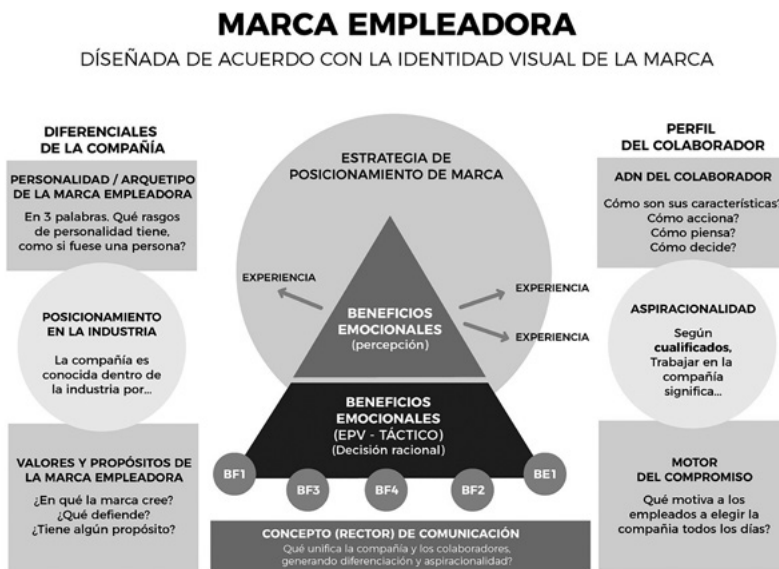 MARCA EMPLEADORA
DÍSEÑADA DE ACUERDO CON LA IDENTIDAD VISUAL DE LA MARCA
DIFERENCIALES
DE LA COMPAÑÍA
PERSONALIDAD / ARQUETIPO
DE LA MARCA EMPLEADORA
En 3 palabras. Qué rasgos
de personalidad tiene,
como si fuese una persona?
POSICIONAMIENTO
EN LA INDUSTRIA
La compañía es
conocida dentro de
la industria por...
VALORES Y PROPÓSITOS DE
LA MARCA EMPLEADORA
¿En qué la marca cree?
¿Qué defiende?
¿Tiene algún propósito?
ESTRATEGIA DE
POSICIONAMIENTO DE MARCA
EXPERIENCIA
EXPERIENCIA
EXPERIENCIA
BENEFICIOS
EMOCIONALES
(percepción)
BENEFICIOS
EMOCIONALES
(EPV - TÁCTICO)
(Decisión racional)
BF1
BF3
BF4
BF2
BE1
CONCEPTO (RECTOR) DE COMUNICACIÓN
Qué unifica la compañía y los colaboradores,
generando diferenciación y aspiracionalidad?
PERFIL
DEL COLABORADOR
ADN DEL COLABORADOR
Cómo son sus características?
Cómo acciona?
Cómo piensa?
Cómo decide?
ASPIRACIONALIDAD
Según
cualificados,
Trabajar en la
compañía
significa...
MOTOR
DEL COMPROMISO
Qué motiva a los
empleados a elegir la
compañia todos los días?